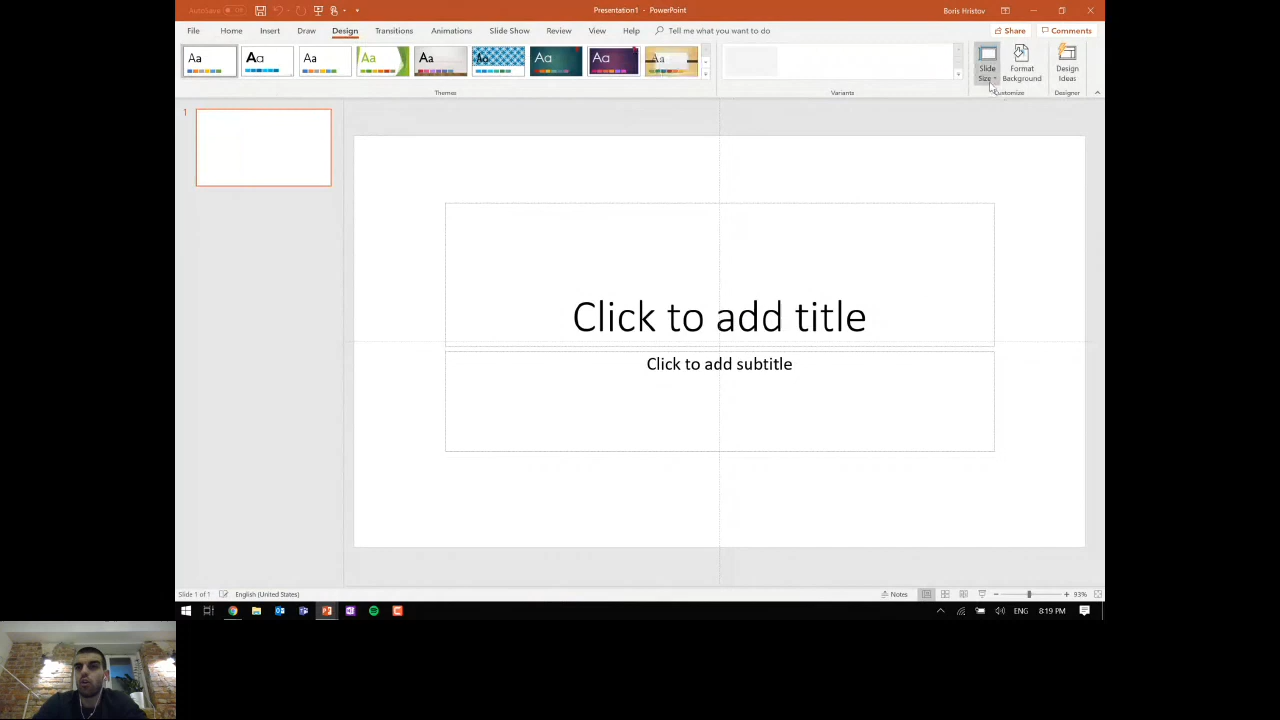 AutoSave Off
Presentation1 - PowerPoint
Boris Hristov
File Home Insert Draw Design Transitions Animations Slide Show Review View Help Tell me what you want to do
Share Comments
Aa Aa Aa Aa Aa Aa Aa Aa Aa
Slide Size
Format Background
Design Ideas
Themes Variants Customize Designer
1
Click to add title
Click to add subtitle
Slide 1 of 1 English (United States) Notes 93%
ENG 8:19 PM